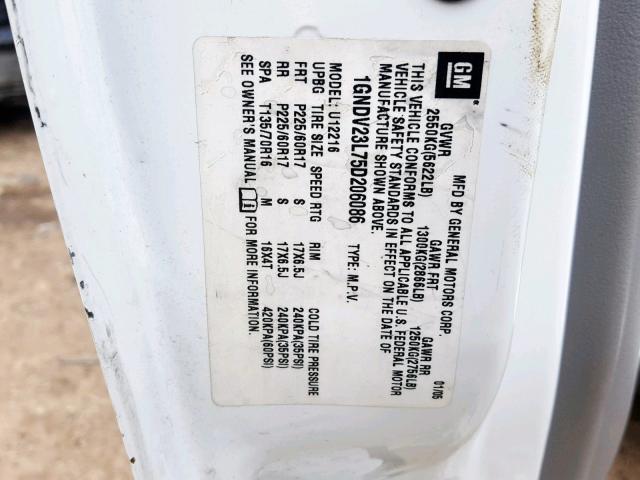 GM ®
MFD BY GENERAL MOTORS CORP. 01/05
GVWR GAWR FRT GAWR RR
2550KG(5622LB) 1300KG(2866LB) 1250KG(2756LB)
THIS VEHICLE CONFORMS TO ALL APPLICABLE U.S. FEDERAL MOTOR
VEHICLE SAFETY STANDARDS IN EFFECT ON THE DATE OF
MANUFACTURE SHOWN ABOVE.
1GNDV23L75D206086 TYPE: M.P.V.
MODEL: U12216
UPBG TIRE SIZE SPEED RTG RIM COLD TIRE PRESSURE
FRT P225/60R17 S 17X6.5J 240KPA(35PSI)
RR P225/60R17 S 17X6.5J 240KPA(35PSI)
SPA T135/70R16 M 16X4T 420KPA(60PSI)
SEE OWNER'S MANUAL FOR MORE INFORMATION.